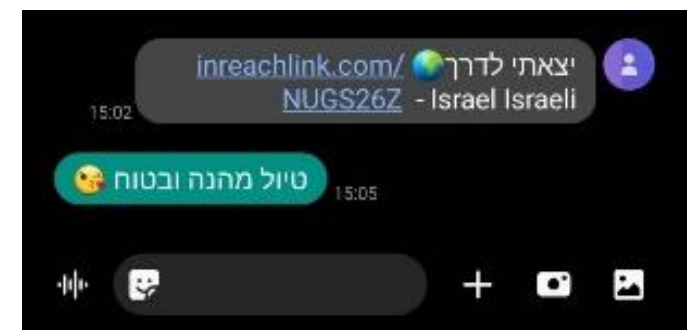 יצאתי לדרך🌍 inreachlink.com/
NUGS26Z - Israel Israeli
15:02
טיול מהנה ובטוח 😘
15:05